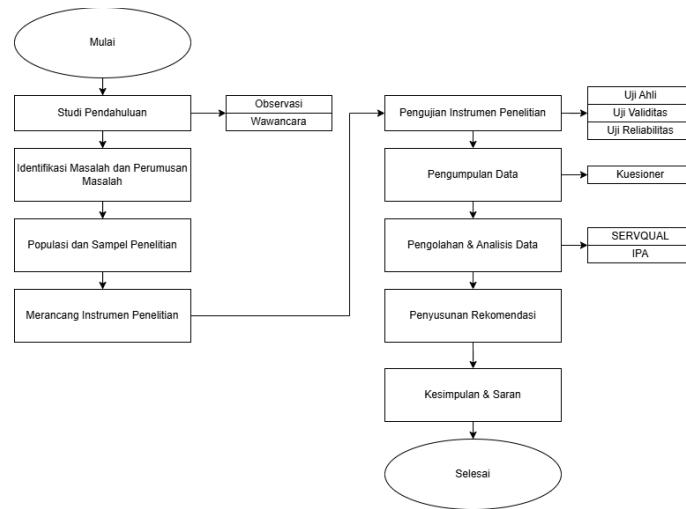 Mulai
Studi Pendahuluan
Observasi
Wawancara
Identifikasi Masalah dan Perumusan
Masalah
Populasi dan Sampel Penelitian
Merancang Instrumen Penelitian
Pengujian Instrumen Penelitian
Uji Ahli
Uji Validitas
Uji Reliabilitas
Pengumpulan Data
Kuesioner
Pengolahan & Analisis Data
SERVQUAL
IPA
Penyusunan Rekomendasi
Kesimpulan & Saran
Selesai